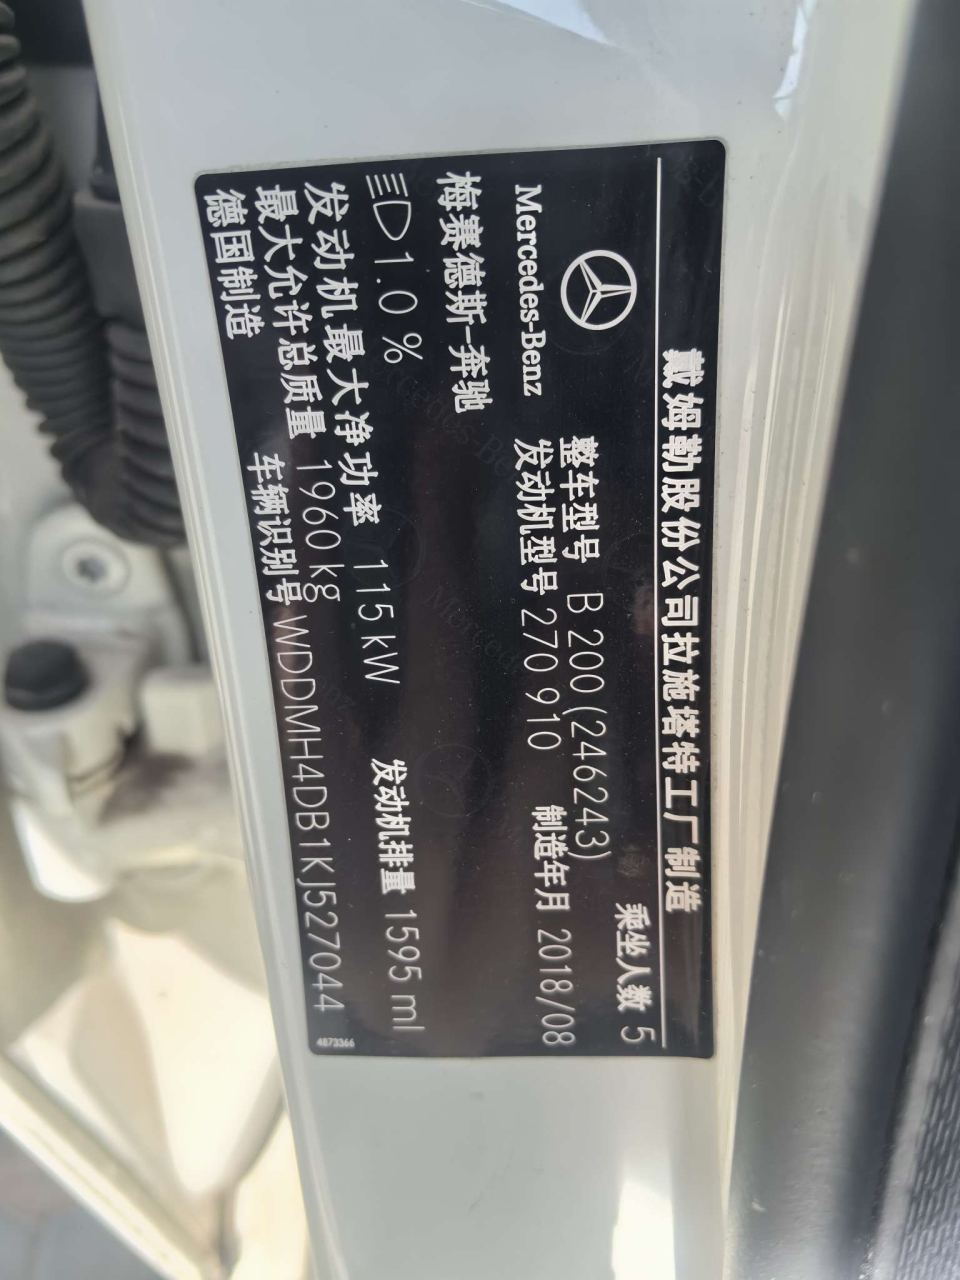 戴姆勒股份公司拉施塔特工厂制造
乘坐人数 5
Mercedes-Benz
整车型号 B 200(246243)
发动机型号 270 910
制造年月 2018/08
梅赛德斯-奔驰
1.0 %
发动机最大净功率 115 kW
发动机排量 1595 ml
最大允许总质量 1960 kg
德国制造
车辆识别号 WDDMH4DB1KJ527044
4873366